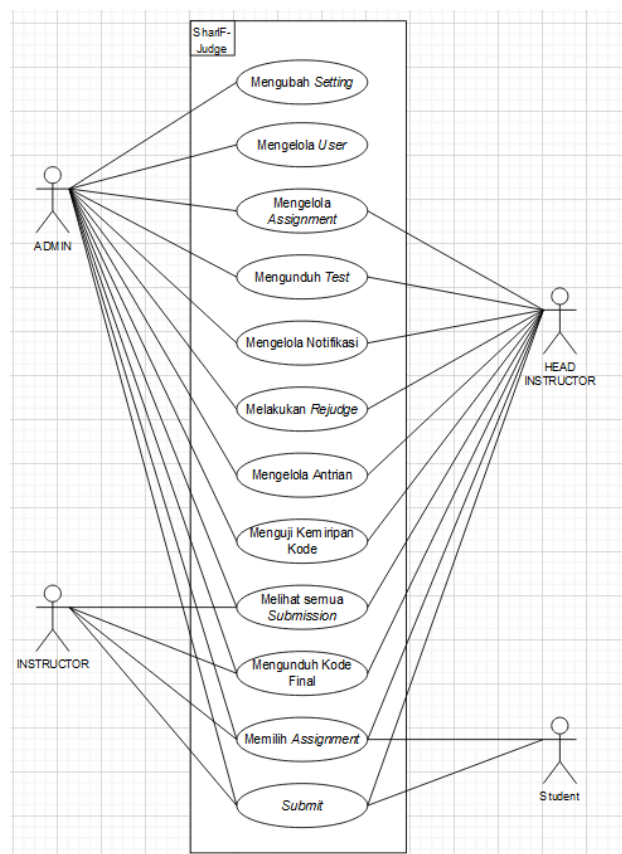 SharIF-
Judge
Mengubah Setting
Mengelola User
Mengelola
Assignment
ADMIN
Mengunduh Test
Mengelola Notifikasi
HEAD
INSTRUCTOR
Melakukan Rejudge
Mengelola Antrian
Menguji Kemiripan
Kode
Melihat semua
Submission
INSTRUCTOR
Mengunduh Kode
Final
Memilih Assignment
Student
Submit